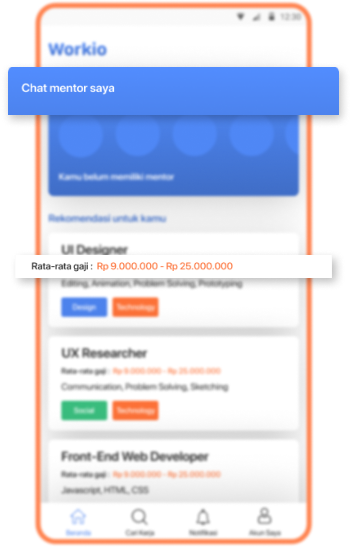 12:30
Workio
Chat mentor saya
Kamu belum memiliki mentor
Rekomendasi untuk kamu
UI Designer
Rata-rata gaji : Rp 9.000.000 - Rp 25.000.000
Editing, Animation, Problem Solving, Prototyping
Design Technology
UX Researcher
Rata-rata gaji : Rp 9.000.000 - Rp 25.000.000
Communication, Problem Solving, Sketching
Social Technology
Front-End Web Developer
Rata-rata gaji : Rp 9.000.000 - Rp 25.000.000
Javascript, HTML, CSS
Beranda Cari Kerja Notifikasi Akun Saya